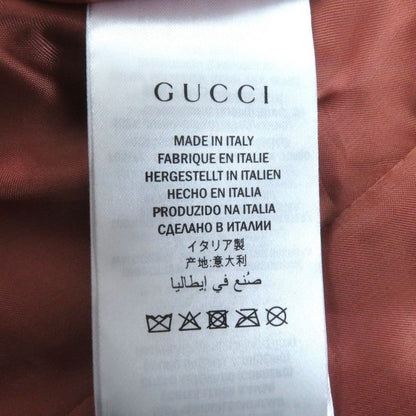 GUCCI
MADE IN ITALY
FABRIQUE EN ITALIE
HERGESTELLT IN ITALIEN
HECHO EN ITALIA
PRODUZIDO NA ITALIA
СДЕЛАНО В ИТАЛИИ
イタリア製
产地:意大利
صُنع في إيطاليا